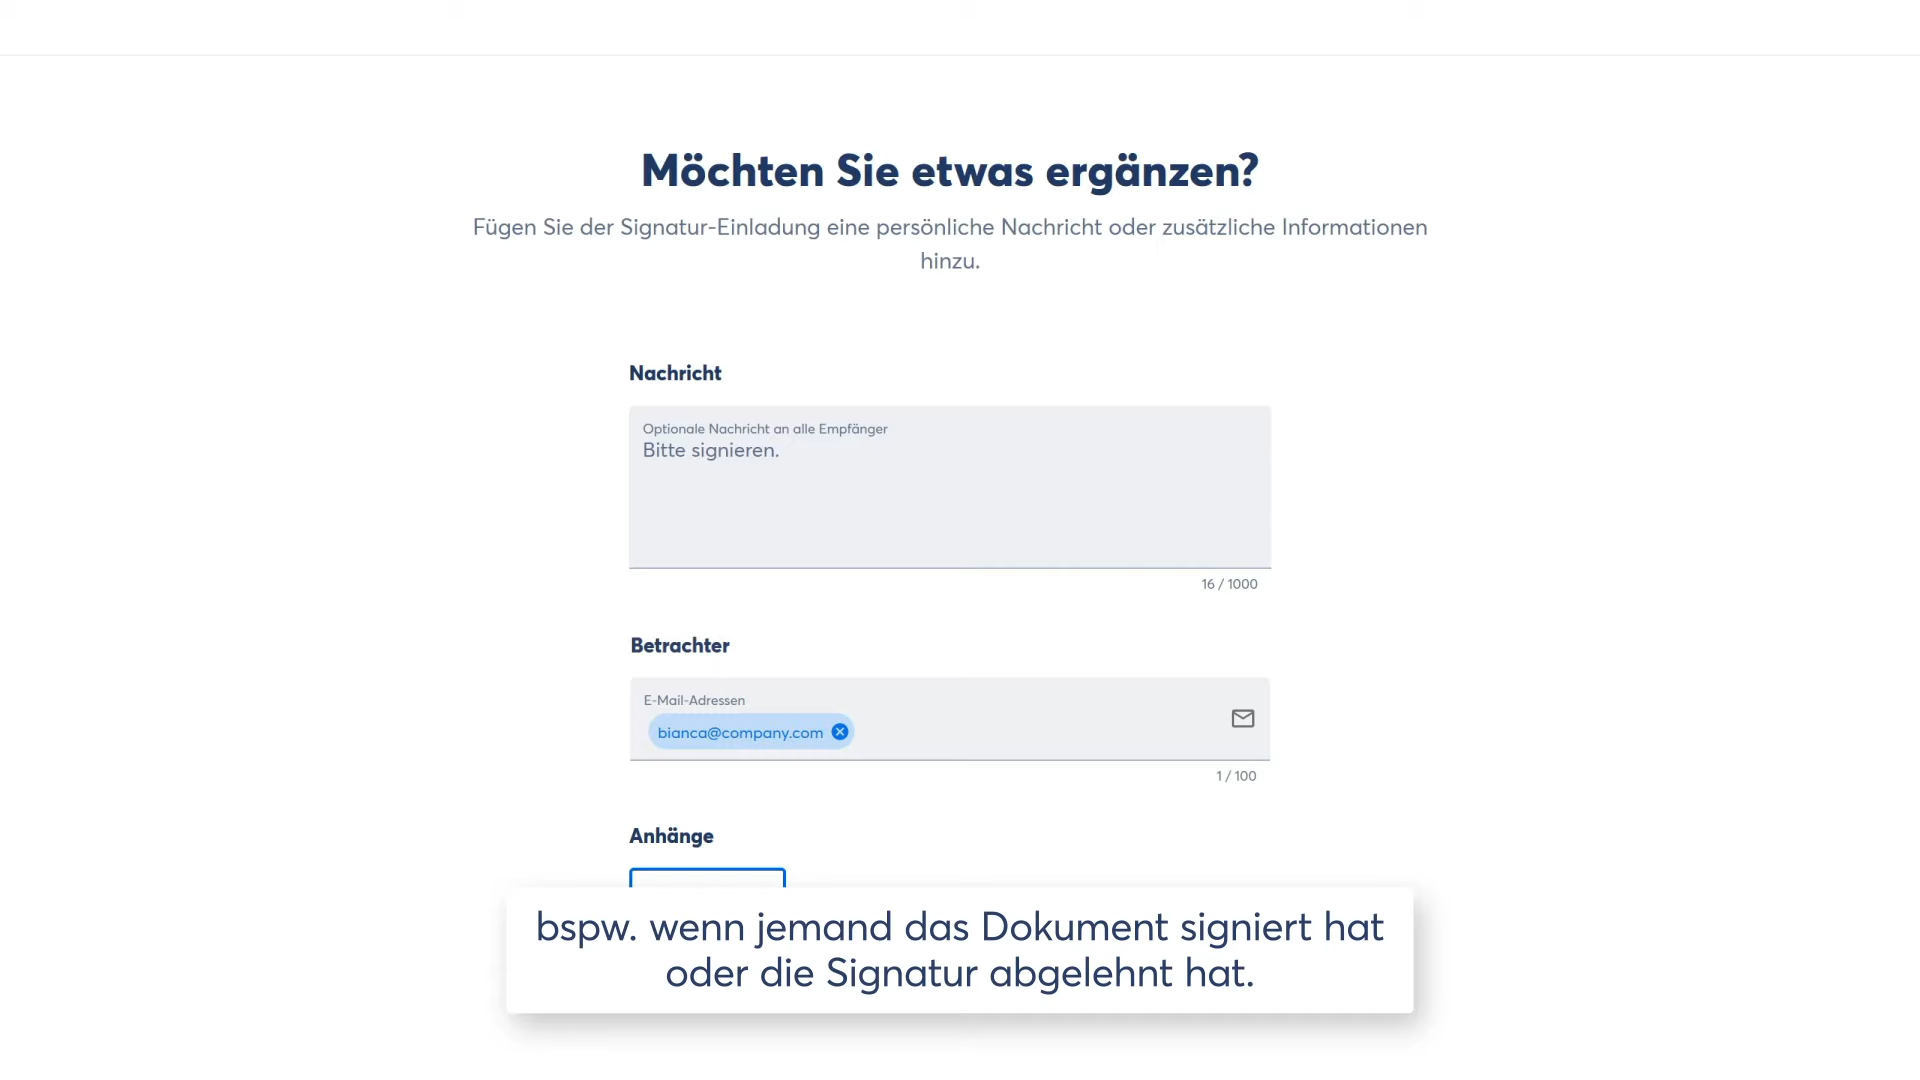 Möchten Sie etwas ergänzen?
Fügen Sie der Signatur-Einladung eine persönliche Nachricht oder zusätzliche Informationen
hinzu.
Nachricht
Optionale Nachricht an alle Empfänger
Bitte signieren.
16 / 1000
Betrachter
E-Mail-Adressen
bianca@company.com
1 / 100
Anhänge
bspw. wenn jemand das Dokument signiert hat
oder die Signatur abgelehnt hat.